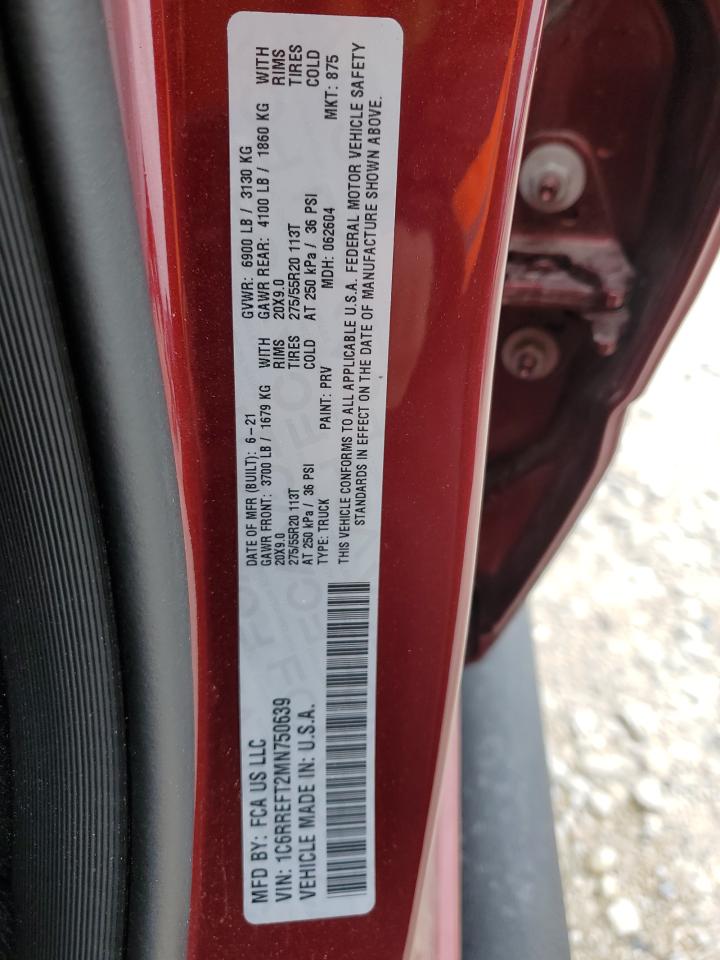 MFD BY: FCA US LLC
VIN: 1C6RREFT2MN750639
VEHICLE MADE IN: U.S.A.
DATE OF MFR (BUILT): 6-21 GVWR: 6900 LB / 3130 KG
GAWR FRONT: 3700 LB / 1679 KG WITH GAWR REAR: 4100 LB / 1860 KG WITH
20X9.0 RIMS 20X9.0 RIMS
275/55R20 113T TIRES 275/55R20 113T TIRES
AT 250 kPa / 36 PSI COLD AT 250 kPa / 36 PSI COLD
TYPE: TRUCK PAINT: PRV MDH: 062604 MKT: 875
THIS VEHICLE CONFORMS TO ALL APPLICABLE U.S.A. FEDERAL MOTOR VEHICLE SAFETY
STANDARDS IN EFFECT ON THE DATE OF MANUFACTURE SHOWN ABOVE.